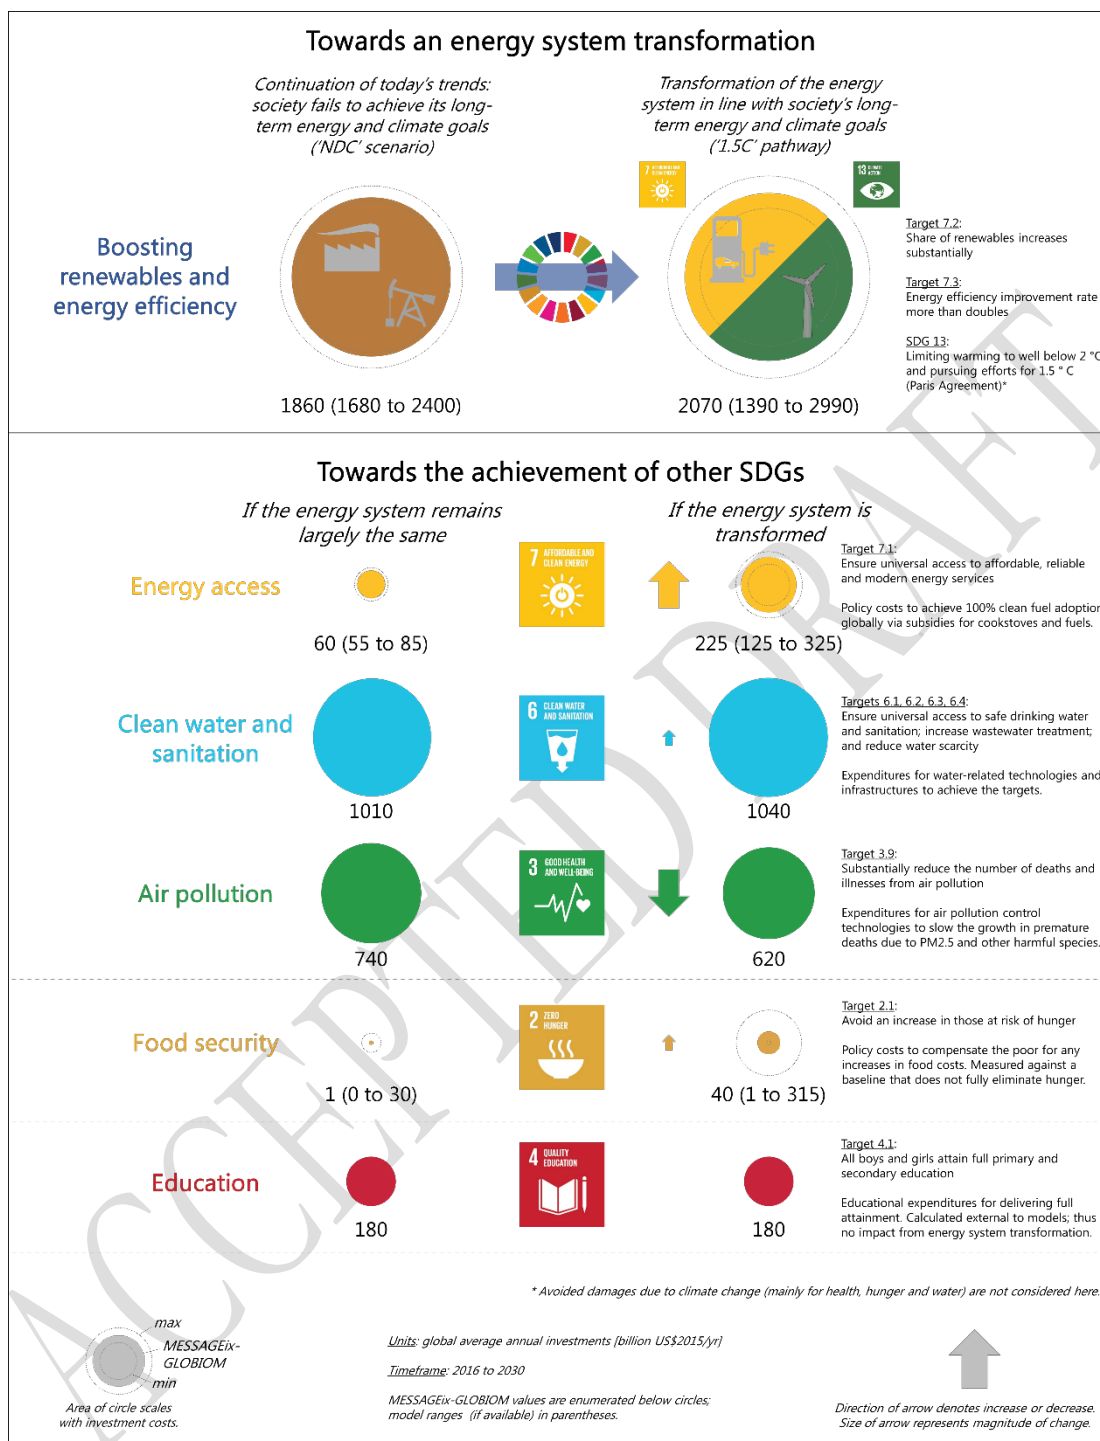 Towards an energy system transformation
Continuation of today's trends:
society fails to achieve its long-
term energy and climate goals
('NDC' scenario)
Transformation of the energy
system in line with society's long-
term energy and climate goals
('1.5C' pathway)
7 AFFORDABLE AND
CLEAN ENERGY
13 CLIMATE
ACTION
Boosting
renewables and
energy efficiency
Target 7.2:
Share of renewables increases
substantially
Target 7.3:
Energy efficiency improvement rate
more than doubles
SDG 13:
Limiting warming to well below 2 °C
and pursuing efforts for 1.5 ° C
(Paris Agreement)*
1860 (1680 to 2400)
2070 (1390 to 2990)
Towards the achievement of other SDGs
If the energy system remains
largely the same
If the energy system is
transformed
Energy access
60 (55 to 85)
7 AFFORDABLE AND
CLEAN ENERGY
225 (125 to 325)
Target 7.1:
Ensure universal access to affordable, reliable
and modern energy services
Policy costs to achieve 100% clean fuel adoption
globally via subsidies for cookstoves and fuels.
Clean water and
sanitation
1010
6 CLEAN WATER
AND SANITATION
1040
Targets 6.1, 6.2, 6.3, 6.4:
Ensure universal access to safe drinking water
and sanitation; increase wastewater treatment;
and reduce water scarcity
Expenditures for water-related technologies and
infrastructures to achieve the targets.
Air pollution
740
3 GOOD HEALTH
AND WELL-BEING
620
Target 3.9:
Substantially reduce the number of deaths and
illnesses from air pollution
Expenditures for air pollution control
technologies to slow the growth in premature
deaths due to PM2.5 and other harmful species.
Food security
1 (0 to 30)
2 ZERO
HUNGER
40 (1 to 315)
Target 2.1:
Avoid an increase in those at risk of hunger
Policy costs to compensate the poor for any
increases in food costs. Measured against a
baseline that does not fully eliminate hunger.
Education
180
4 QUALITY
EDUCATION
180
Target 4.1:
All boys and girls attain full primary and
secondary education
Educational expenditures for delivering full
attainment. Calculated external to models; thus
no impact from energy system transformation.
* Avoided damages due to climate change (mainly for health, hunger and water) are not considered here.
max
MESSAGEix-
GLOBIOM
min
Area of circle scales
with investment costs.
Units: global average annual investments [billion US$2015/yr]
Timeframe: 2016 to 2030
MESSAGEix-GLOBIOM values are enumerated below circles;
model ranges (if available) in parentheses.
Direction of arrow denotes increase or decrease.
Size of arrow represents magnitude of change.
ACCEPTED DRAFT